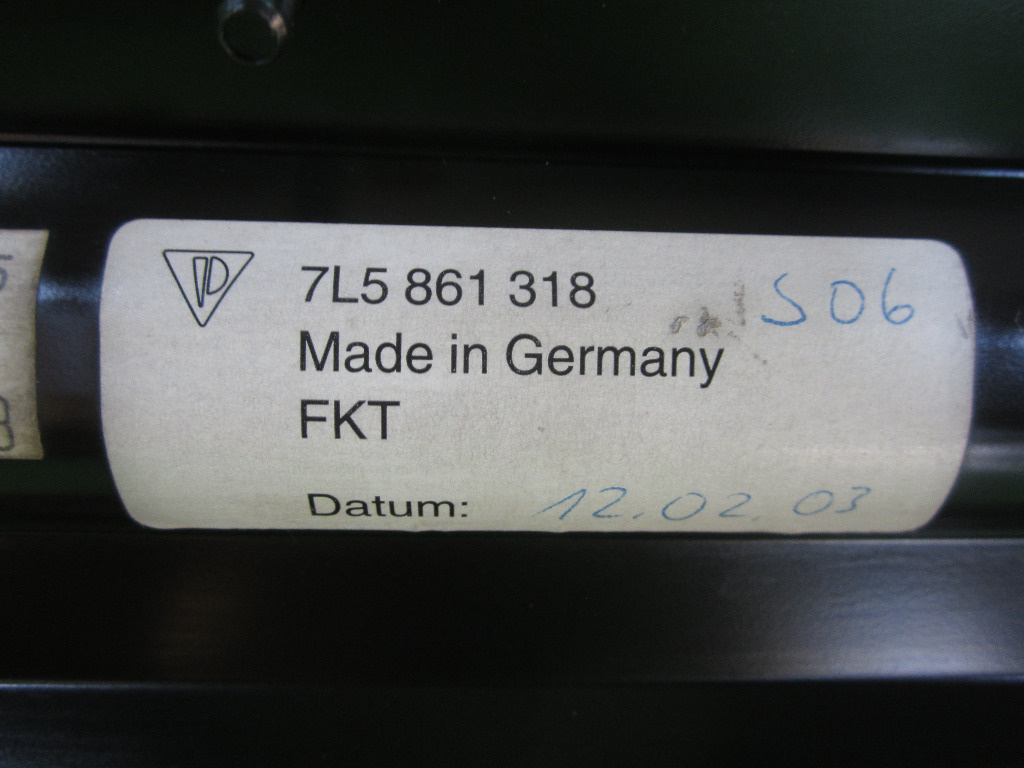 7L5 861 318 S06
Made in Germany
FKT
Datum: 12.02.03